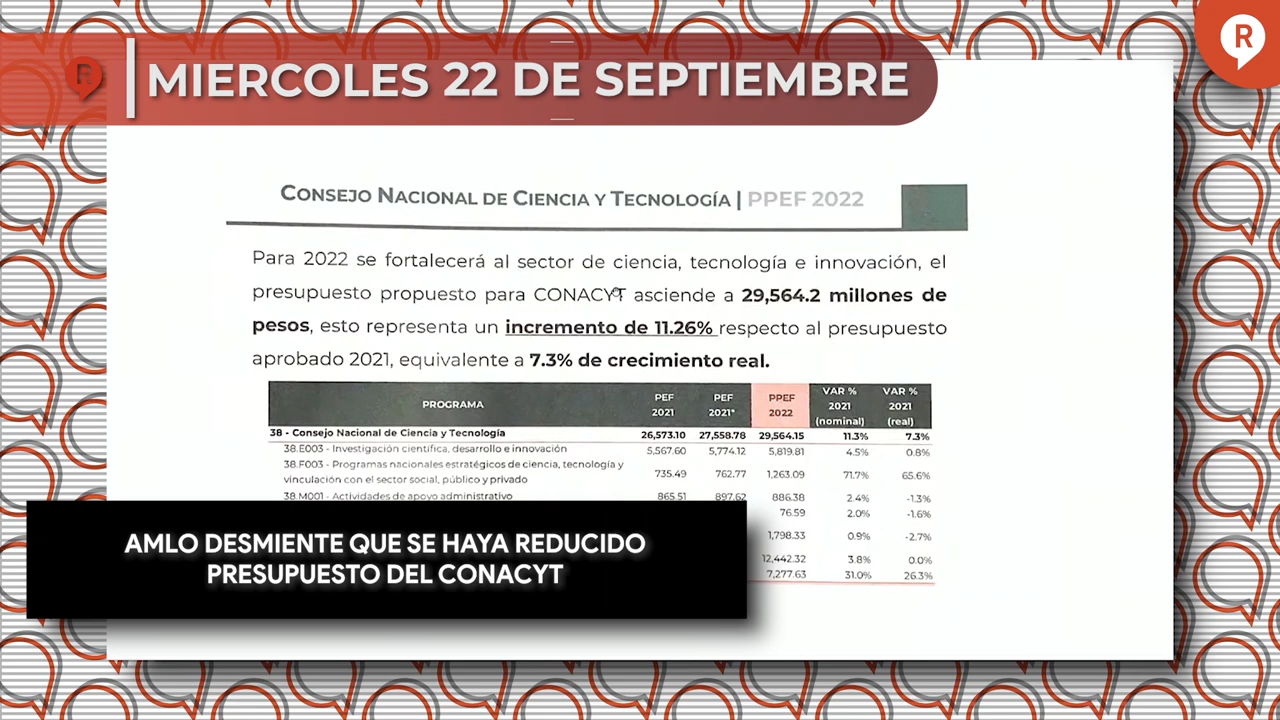 R
R
MIERCOLES 22 DE SEPTIEMBRE
CONSEJO NACIONAL DE CIENCIA Y TECNOLOGÍA | PPEF 2022
Para 2022 se fortalecerá al sector de ciencia, tecnología e innovación, el
presupuesto propuesto para CONACYT asciende a 29,564.2 millones de
pesos, esto representa un incremento de 11.26% respecto al presupuesto
aprobado 2021, equivalente a 7.3% de crecimiento real.
PROGRAMA PEF 2021 PEF 2021* PPEF 2022 VAR % 2021 (nominal) VAR % 2021 (real)
38 - Consejo Nacional de Ciencia y Tecnología 26,573.10 27,558.78 29,564.15 11.3% 7.3%
38.E003 - Investigación científica, desarrollo e innovación 5,567.60 5,774.12 5,819.81 4.5% 0.8%
38.F003 - Programas nacionales estratégicos de ciencia, tecnología y
vinculación con el sector social, público y privado 735.49 762.77 1,263.09 71.7% 65.6%
38.M001 - Actividades de apoyo administrativo 865.51 897.62 886.38 2.4% -1.3%
76.59 2.0% -1.6%
1,798.33 0.9% -2.7%
12,442.32 3.8% 0.0%
7,277.63 31.0% 26.3%
AMLO DESMIENTE QUE SE HAYA REDUCIDO
PRESUPUESTO DEL CONACYT